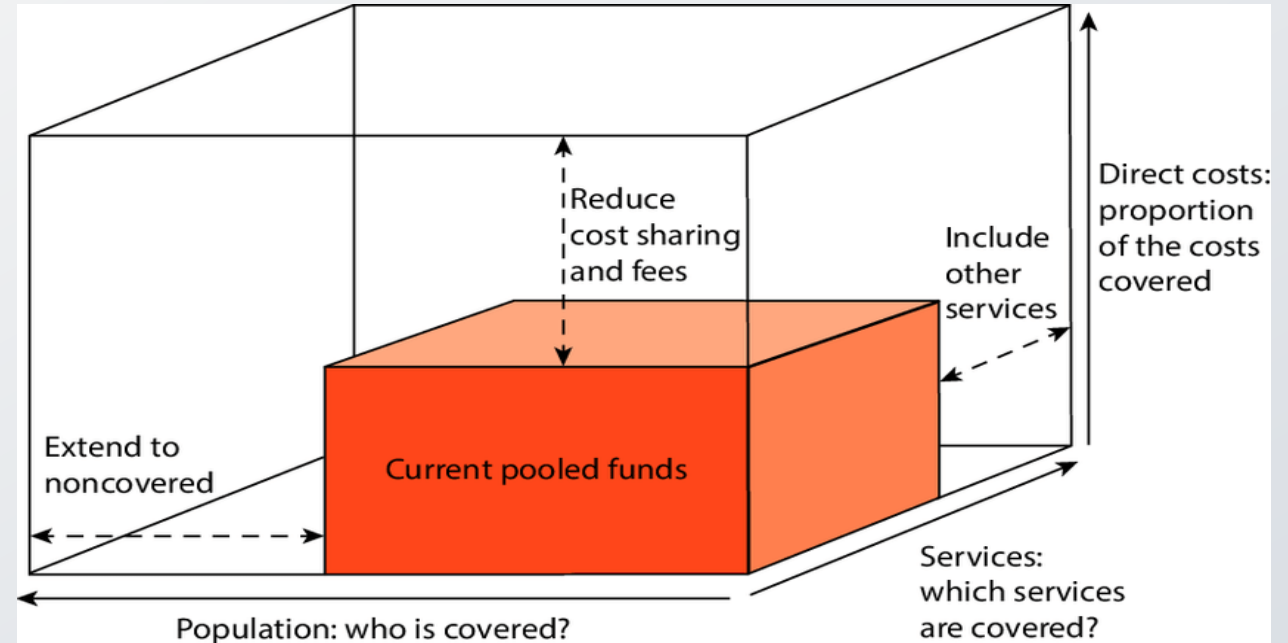 Reduce
cost sharing
and fees
Include
other
services
Direct costs:
proportion
of the costs
covered
Extend to
noncovered
Current pooled funds
Services:
which services
are covered?
Population: who is covered?